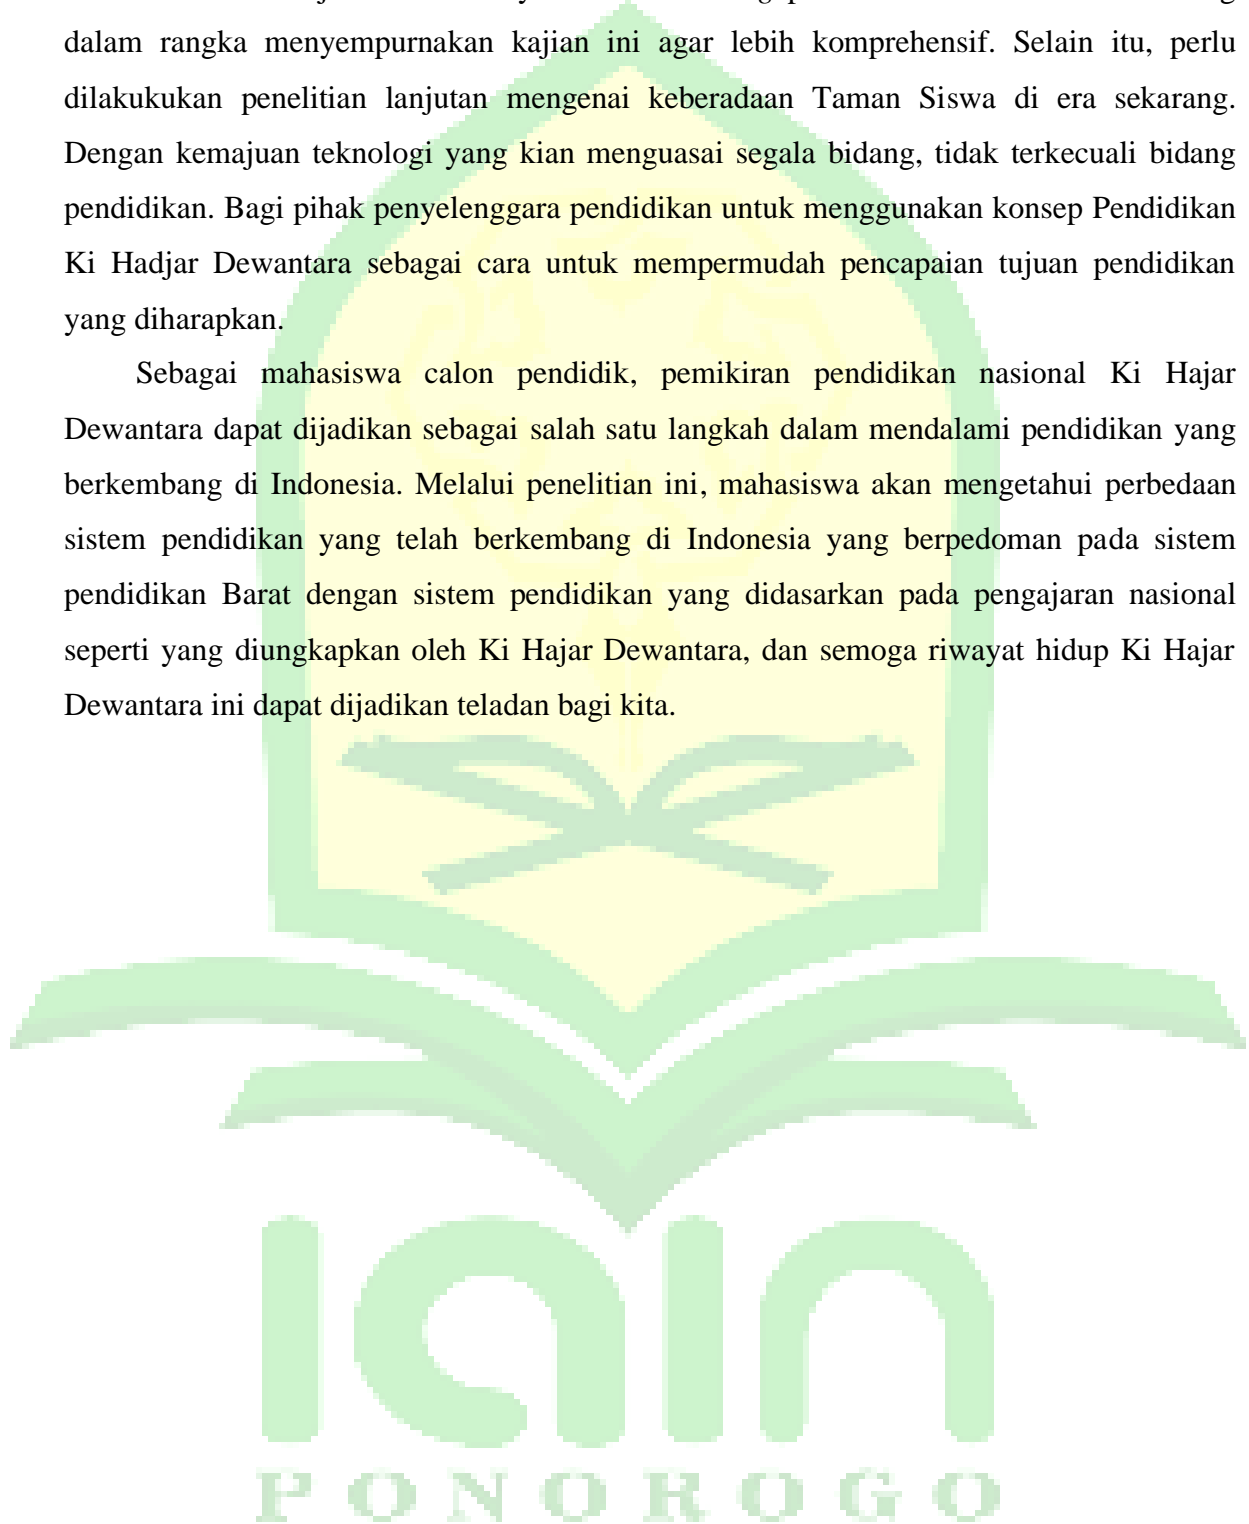 dalam rangka menyempurnakan kajian ini agar lebih komprehensif. Selain itu, perlu
dilakukukan penelitian lanjutan mengenai keberadaan Taman Siswa di era sekarang.
Dengan kemajuan teknologi yang kian menguasai segala bidang, tidak terkecuali bidang
pendidikan. Bagi pihak penyelenggara pendidikan untuk menggunakan konsep Pendidikan
Ki Hadjar Dewantara sebagai cara untuk mempermudah pencapaian tujuan pendidikan
yang diharapkan.
Sebagai mahasiswa calon pendidik, pemikiran pendidikan nasional Ki Hajar
Dewantara dapat dijadikan sebagai salah satu langkah dalam mendalami pendidikan yang
berkembang di Indonesia. Melalui penelitian ini, mahasiswa akan mengetahui perbedaan
sistem pendidikan yang telah berkembang di Indonesia yang berpedoman pada sistem
pendidikan Barat dengan sistem pendidikan yang didasarkan pada pengajaran nasional
seperti yang diungkapkan oleh Ki Hajar Dewantara, dan semoga riwayat hidup Ki Hajar
Dewantara ini dapat dijadikan teladan bagi kita.
iain
PONOROGO